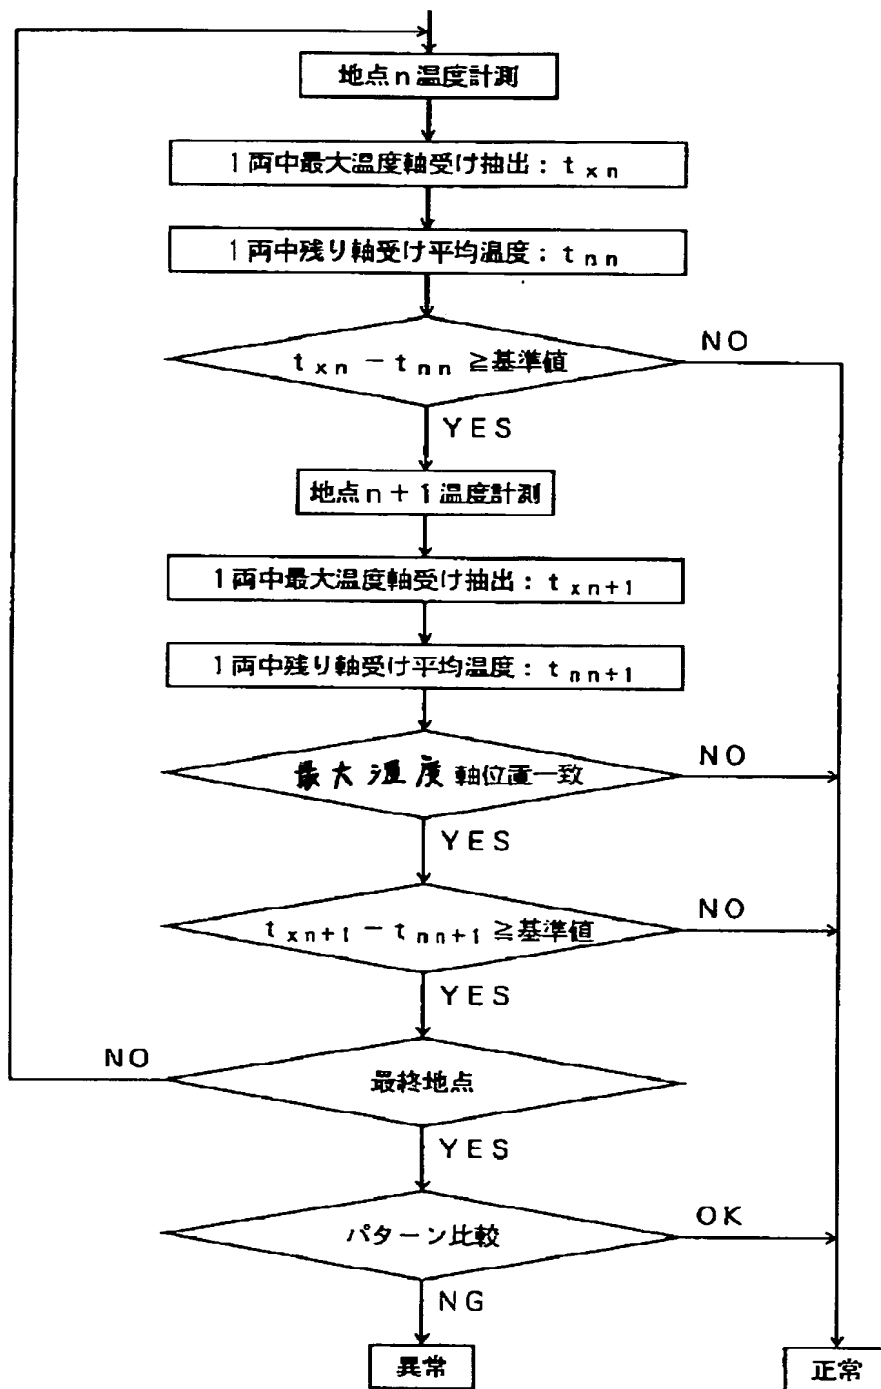 地点n温度計測
1両中最大温度軸受け抽出：txn
1両中残り軸受け平均温度：tnn
txn－tnn≧基準値
NO
YES
地点n+1温度計測
1両中最大温度軸受け抽出：txn+1
1両中残り軸受け平均温度：tnn+1
最大温度軸位置一致
NO
YES
txn+1－tnn+1≧基準値
NO
YES
最終地点
NO
YES
パターン比較
OK
NG
異常
正常